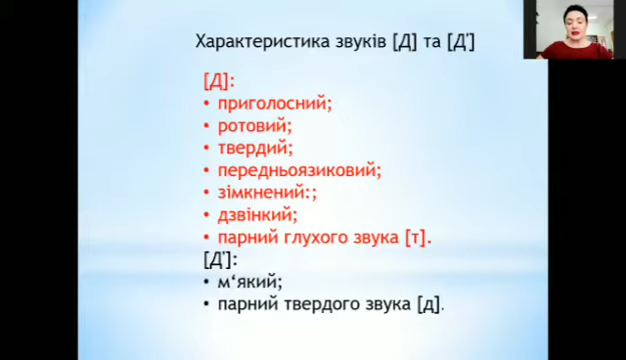 Характеристика звуків [Д] та [Д']
[Д]:
• приголосний;
• ротовий;
• твердий;
• передньоязиковий;
• зімкнений:;
• дзвінкий;
• парний глухого звука [т].
[Д']:
• м‘який;
• парний твердого звука [д].